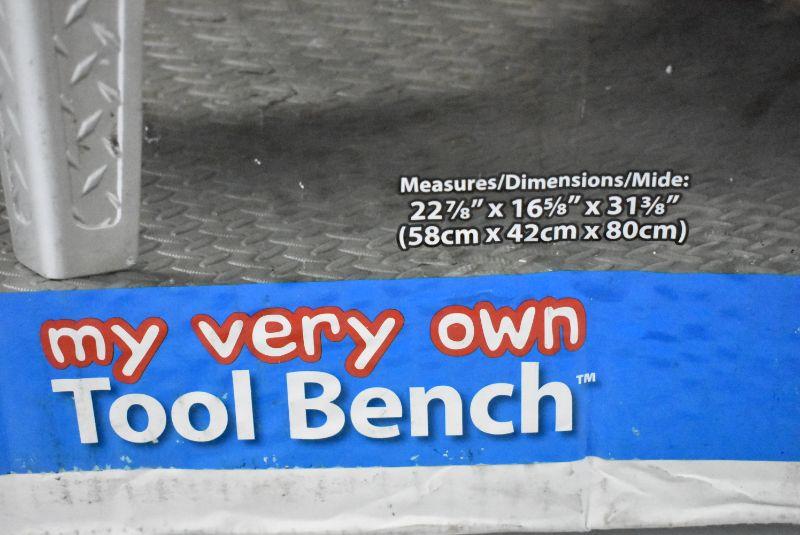 Measures/Dimensions/Mide:
22⅞" x 16⅝" x 31⅜"
(58cm x 42cm x 80cm)
my very own
Tool Bench™